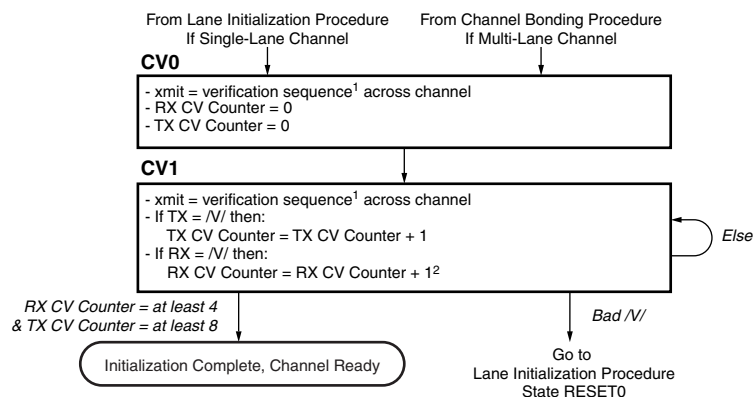 From Lane Initialization Procedure
If Single-Lane Channel
From Channel Bonding Procedure
If Multi-Lane Channel
CV0
- xmit = verification sequence¹ across channel
- RX CV Counter = 0
- TX CV Counter = 0
CV1
- xmit = verification sequence¹ across channel
- If TX = /V/ then:
TX CV Counter = TX CV Counter + 1
- If RX = /V/ then:
RX CV Counter = RX CV Counter + 1²
Else
RX CV Counter = at least 4
& TX CV Counter = at least 8
Bad /V/
Initialization Complete, Channel Ready
Go to
Lane Initialization Procedure
State RESET0